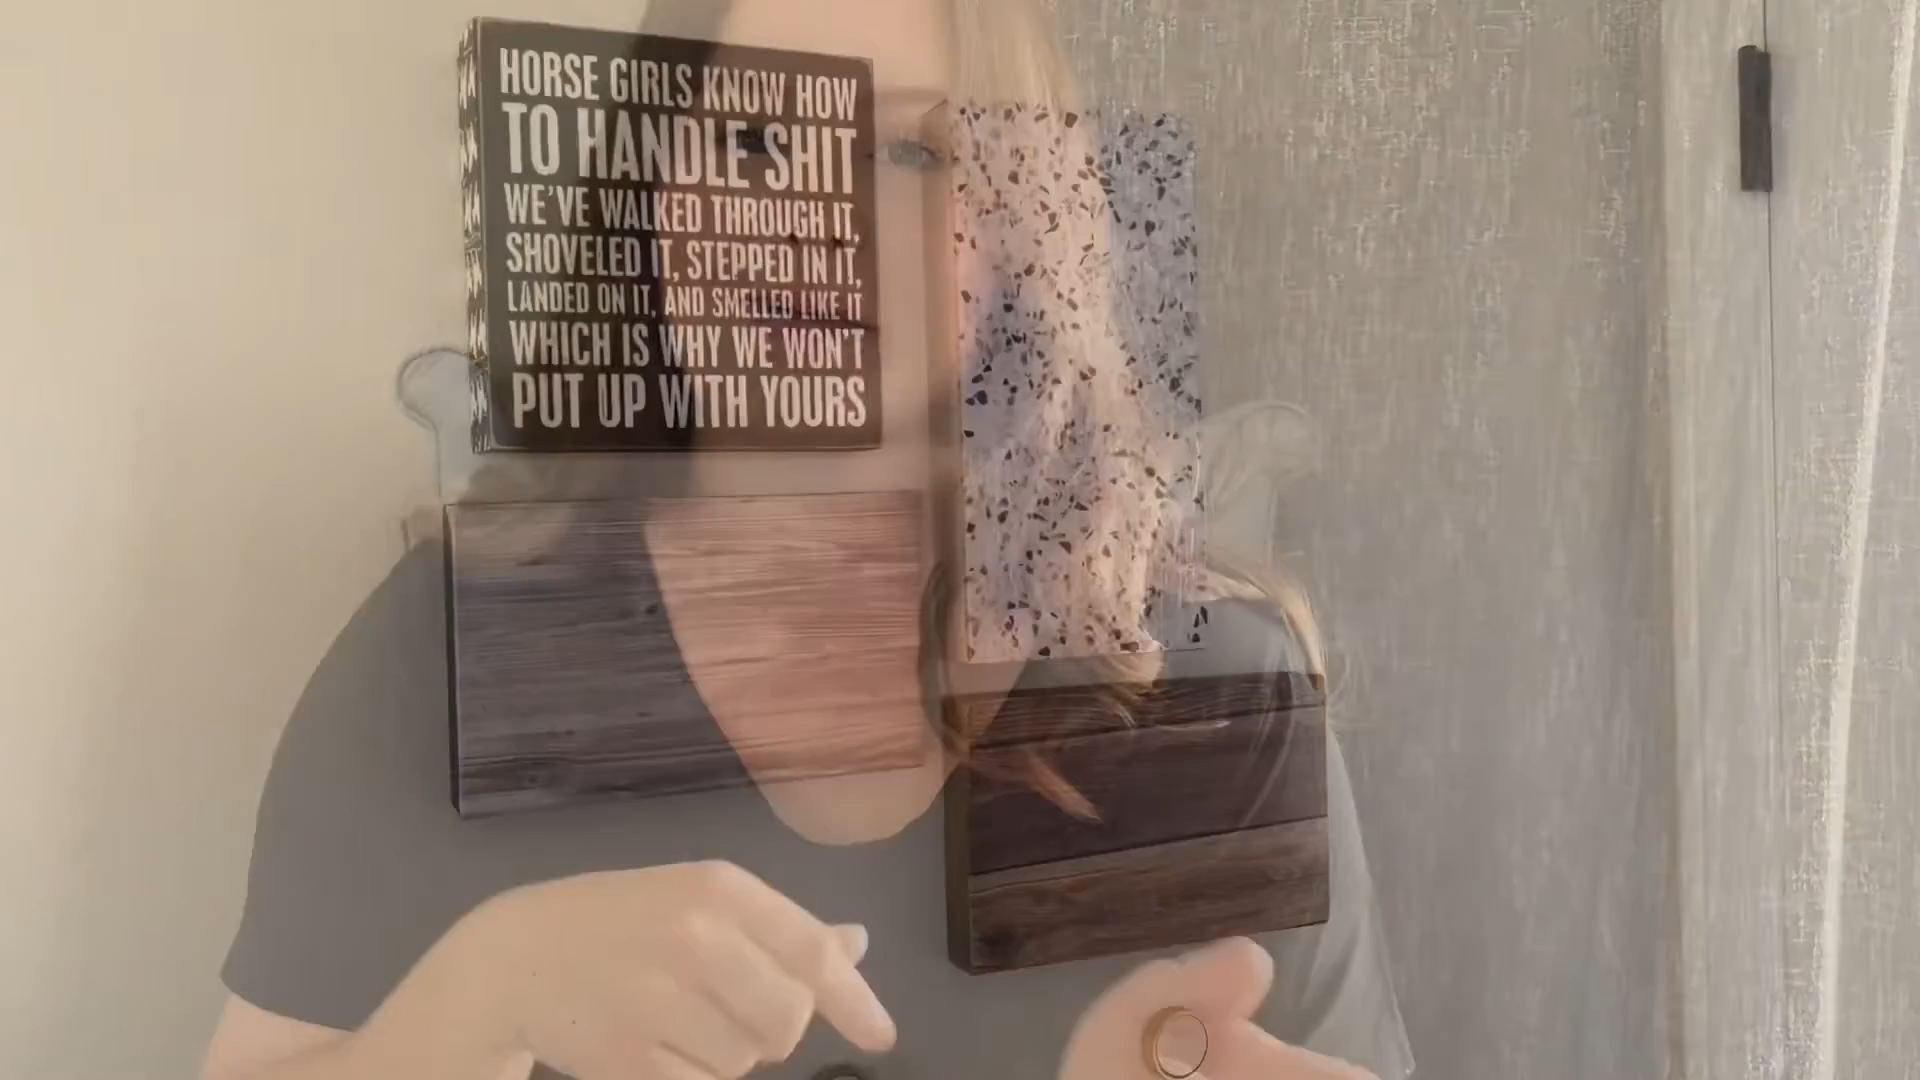 HORSE GIRLS KNOW HOW
TO HANDLE SHIT
WE'VE WALKED THROUGH IT,
SHOVELED IT, STEPPED IN IT,
LANDED ON IT, AND SMELLED LIKE IT
WHICH IS WHY WE WON'T
PUT UP WITH YOURS